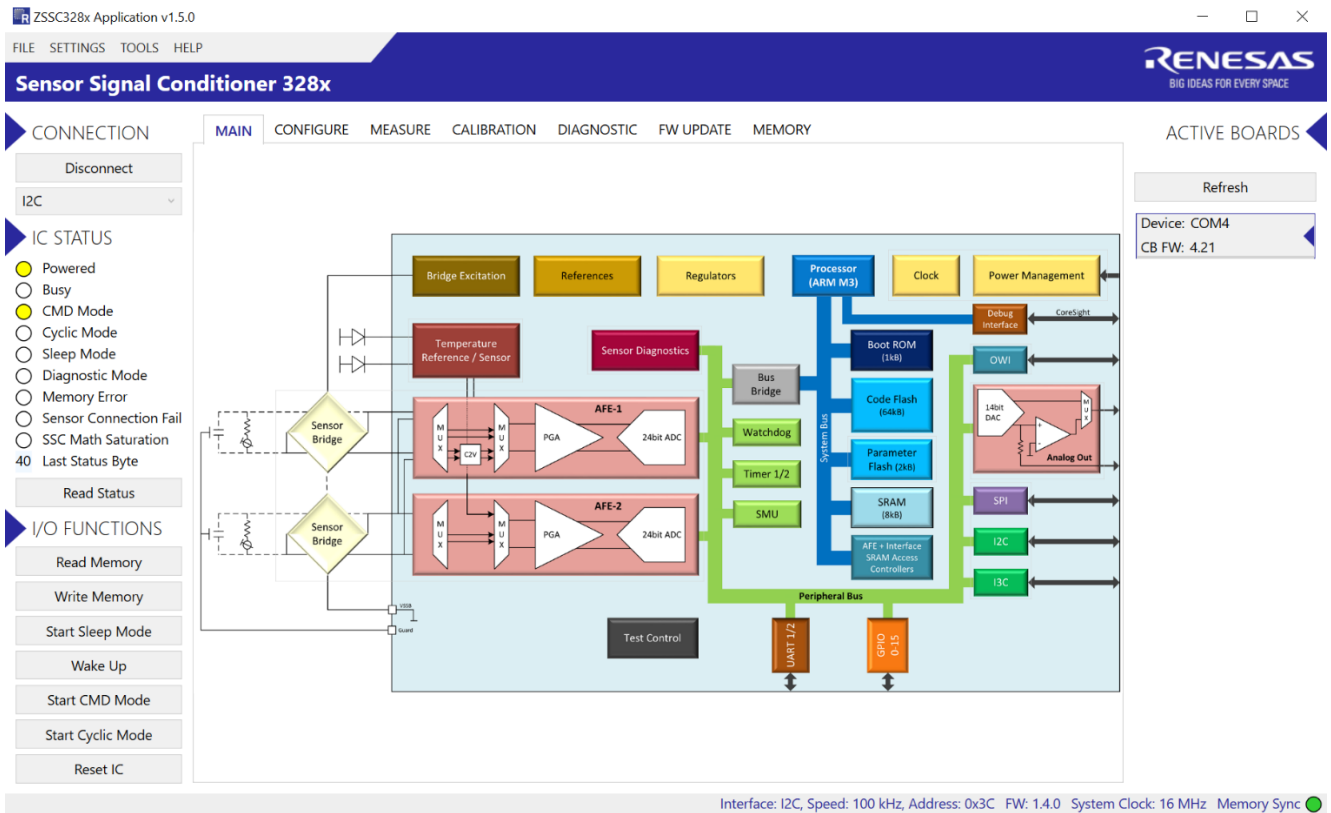 ZSSC328x Application v1.5.0
FILE SETTINGS TOOLS HELP
Sensor Signal Conditioner 328x
RENESAS
BIG IDEAS FOR EVERY SPACE
CONNECTION
Disconnect
I2C
IC STATUS
Powered
Busy
CMD Mode
Cyclic Mode
Sleep Mode
Diagnostic Mode
Memory Error
Sensor Connection Fail
SSC Math Saturation
40 Last Status Byte
Read Status
I/O FUNCTIONS
Read Memory
Write Memory
Start Sleep Mode
Wake Up
Start CMD Mode
Start Cyclic Mode
Reset IC
MAIN CONFIGURE MEASURE CALIBRATION DIAGNOSTIC FW UPDATE MEMORY
Bridge Excitation
References
Regulators
Processor
(ARM M3)
Clock
Power Management
Debug
Interface
CoreSight
Temperature
Reference / Sensor
Sensor Diagnostics
Boot ROM
(1kB)
OWI
Bus
Bridge
Code Flash
(64kB)
14bit
DAC
MUX
Analog Out
Sensor
Bridge
MUX
C2V
MUX
PGA
AFE-1
24bit ADC
Watchdog
System Bus
Parameter
Flash (2kB)
Timer 1/2
Sensor
Bridge
MUX
MUX
PGA
AFE-2
24bit ADC
SMU
SRAM
(8kB)
SPI
AFE + Interface
SRAM Access
Controllers
I2C
I3C
Peripheral Bus
VSSB
Guard
Test Control
UART 1/2
GPIO
0-15
ACTIVE BOARDS
Refresh
Device: COM4
CB FW: 4.21
Interface: I2C, Speed: 100 kHz, Address: 0x3C FW: 1.4.0 System Clock: 16 MHz Memory Sync